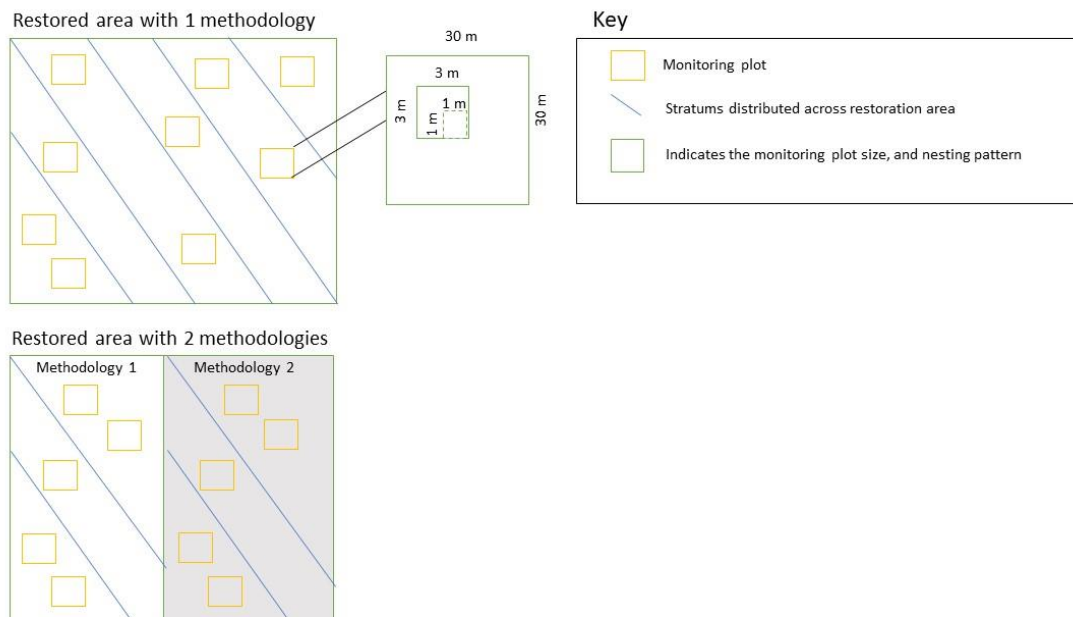 Restored area with 1 methodology
30 m
3 m
3 m
1 m
1 m
30 m
Key
Monitoring plot
Stratums distributed across restoration area
Indicates the monitoring plot size, and nesting pattern
Restored area with 2 methodologies
Methodology 1
Methodology 2